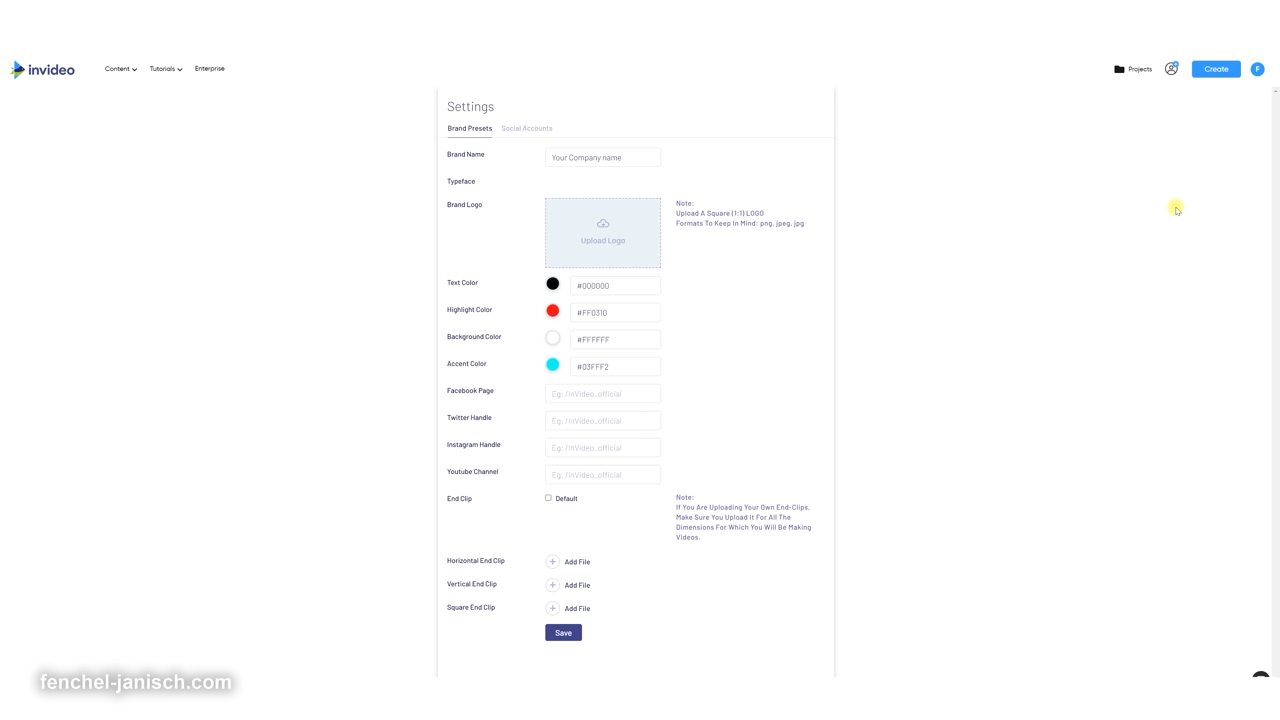 invideo
Content
Tutorials
Enterprise
Projects
Create
F
Settings
Brand Presets
Social Accounts
Brand Name
Your Company name
Typeface
Brand Logo
Upload Logo
Note:
Upload A Square (1:1) LOGO
Formats To Keep In Mind: png, jpeg, jpg
Text Color
#000000
Highlight Color
#FF0310
Background Color
#FFFFFF
Accent Color
#03FFF2
Facebook Page
Eg: /InVideo_official
Twitter Handle
Eg: /InVideo_official
Instagram Handle
Eg: /InVideo_official
Youtube Channel
Eg: /InVideo_official
End Clip
Default
Note:
If You Are Uploading Your Own End-Clips,
Make Sure You Upload It For All The
Dimensions For Which You Will Be Making
Videos.
Horizontal End Clip
Add File
Vertical End Clip
Add File
Square End Clip
Add File
Save
fenchel-janisch.com